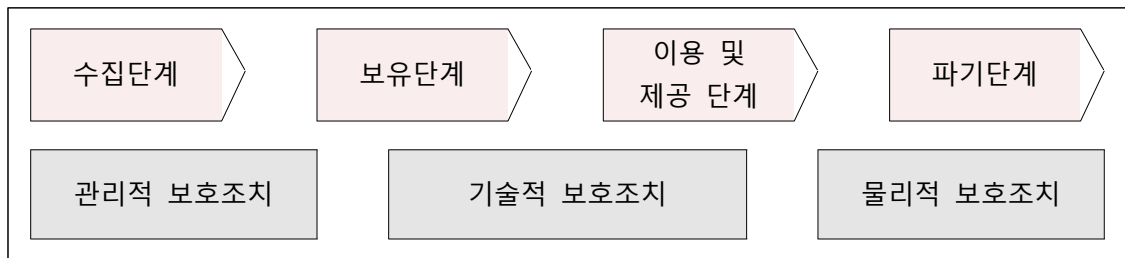 수집단계
보유단계
이용 및
제공 단계
파기단계
관리적 보호조치
기술적 보호조치
물리적 보호조치